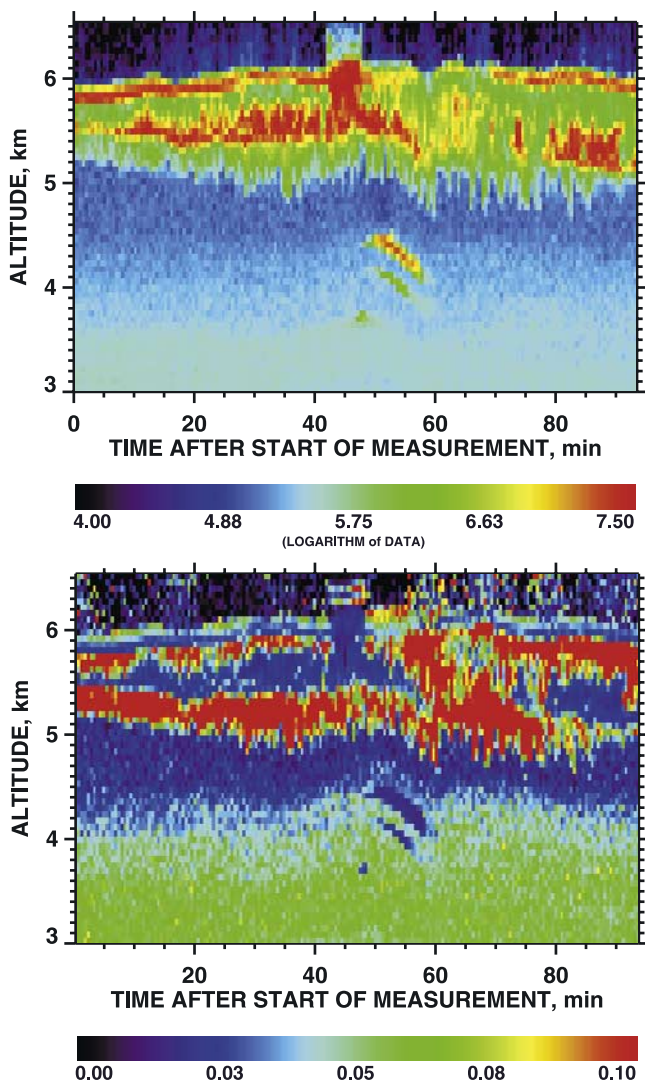 ALTITUDE, km
6
5
4
3
0 20 40 60 80
TIME AFTER START OF MEASUREMENT, min
4.00 4.88 5.75 6.63 7.50
(LOGARITHM of DATA)
ALTITUDE, km
6
5
4
3
20 40 60 80
TIME AFTER START OF MEASUREMENT, min
0.00 0.03 0.05 0.08 0.10